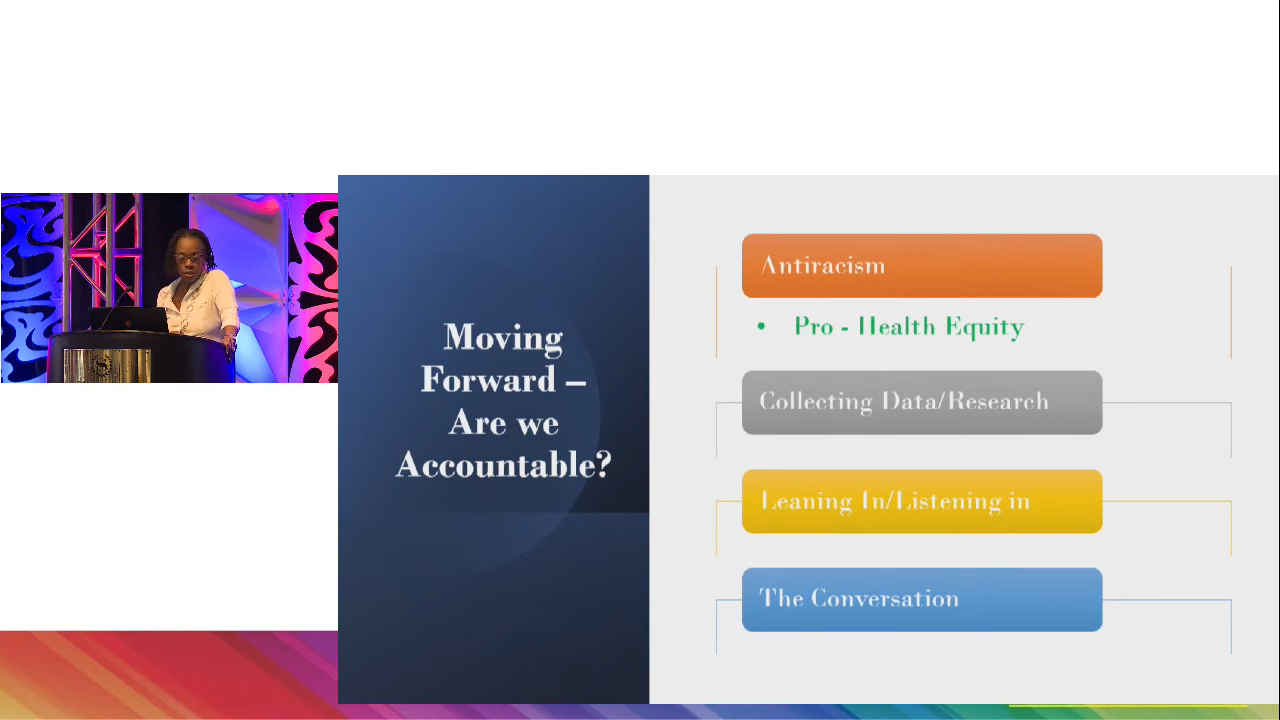 Moving
Forward –
Are we
Accountable?
Antiracism
• Pro - Health Equity
Collecting Data/Research
Leaning In/Listening in
The Conversation